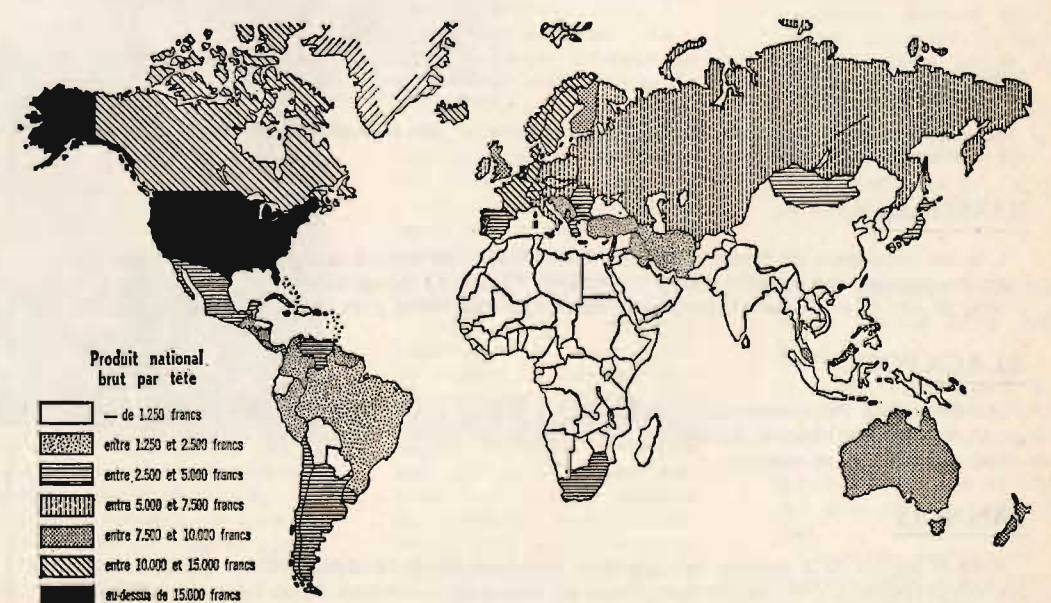 Produit national
brut par tête
— de 1.250 francs
entre 1.250 et 2.500 francs
entre 2.500 et 5.000 francs
entre 5.000 et 7.500 francs
entre 7.500 et 10.000 francs
entre 10.000 et 15.000 francs
au-dessus de 15.000 francs